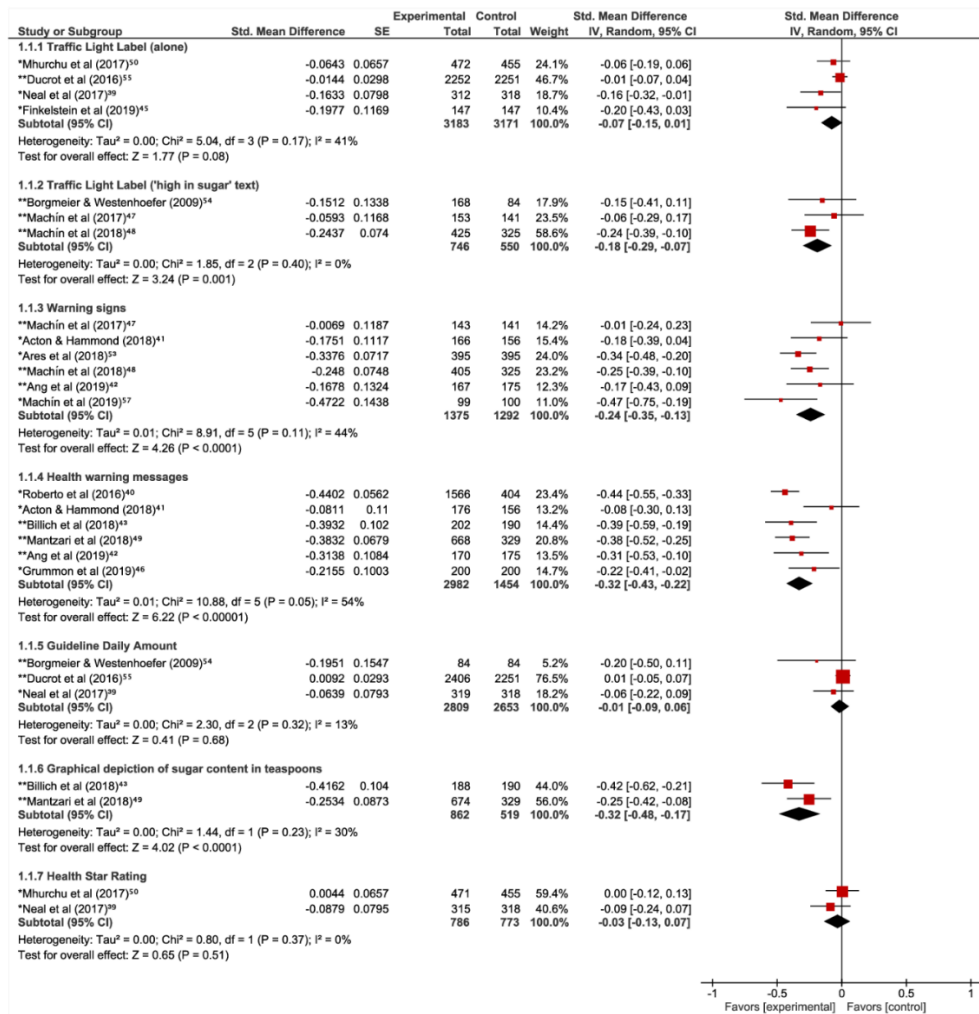 Experimental Control Std. Mean Difference Std. Mean Difference
Study or Subgroup Std. Mean Difference SE Total Total Weight IV, Random, 95% CI IV, Random, 95% CI
1.1.1 Traffic Light Label (alone)
*Mhurchu et al (2017)⁵⁰ -0.0643 0.0657 472 455 24.1% -0.06 [-0.19, 0.06]
**Ducrot et al (2016)⁵⁵ -0.0144 0.0298 2252 2251 46.7% -0.01 [-0.07, 0.04]
*Neal et al (2017)³⁹ -0.1633 0.0798 312 318 18.7% -0.16 [-0.32, -0.01]
*Finkelstein et al (2019)⁴⁵ -0.1977 0.1169 147 147 10.4% -0.20 [-0.43, 0.03]
Subtotal (95% CI) 3183 3171 100.0% -0.07 [-0.15, 0.01]
Heterogeneity: Tau² = 0.00; Chi² = 5.04, df = 3 (P = 0.17); I² = 41%
Test for overall effect: Z = 1.77 (P = 0.08)
1.1.2 Traffic Light Label ('high in sugar' text)
**Borgmeier & Westenhoefer (2009)⁵⁴ -0.1512 0.1338 168 84 17.9% -0.15 [-0.41, 0.11]
**Machín et al (2017)⁴⁷ -0.0593 0.1168 153 141 23.5% -0.06 [-0.29, 0.17]
**Machín et al (2018)⁴⁸ -0.2437 0.074 425 325 58.6% -0.24 [-0.39, -0.10]
Subtotal (95% CI) 746 550 100.0% -0.18 [-0.29, -0.07]
Heterogeneity: Tau² = 0.00; Chi² = 1.85, df = 2 (P = 0.40); I² = 0%
Test for overall effect: Z = 3.24 (P = 0.001)
1.1.3 Warning signs
**Machín et al (2017)⁴⁷ -0.0069 0.1187 143 141 14.2% -0.01 [-0.24, 0.23]
*Acton & Hammond (2018)⁴¹ -0.1751 0.1117 166 156 15.4% -0.18 [-0.39, 0.04]
**Ares et al (2018)⁵³ -0.3376 0.0717 395 395 24.0% -0.34 [-0.48, -0.20]
**Machín et al (2018)⁴⁸ -0.248 0.0748 405 325 23.2% -0.25 [-0.39, -0.10]
**Ang et al (2019)⁴² -0.1678 0.1324 167 175 12.3% -0.17 [-0.43, 0.09]
*Machín et al (2019)⁵⁷ -0.4722 0.1438 99 100 11.0% -0.47 [-0.75, -0.19]
Subtotal (95% CI) 1375 1292 100.0% -0.24 [-0.35, -0.13]
Heterogeneity: Tau² = 0.01; Chi² = 8.91, df = 5 (P = 0.11); I² = 44%
Test for overall effect: Z = 4.26 (P < 0.0001)
1.1.4 Health warning messages
*Roberto et al (2016)⁴⁰ -0.4402 0.0562 1566 404 23.4% -0.44 [-0.55, -0.33]
*Acton & Hammond (2018)⁴¹ -0.0811 0.11 176 156 13.2% -0.08 [-0.30, 0.13]
**Billich et al (2018)⁴³ -0.3932 0.102 202 190 14.4% -0.39 [-0.59, -0.19]
**Mantzari et al (2018)⁴⁹ -0.3832 0.0679 668 329 20.8% -0.38 [-0.52, -0.25]
**Ang et al (2019)⁴² -0.3138 0.1084 170 175 13.5% -0.31 [-0.53, -0.10]
*Grummon et al (2019)⁴⁶ -0.2155 0.1003 200 200 14.7% -0.22 [-0.41, -0.02]
Subtotal (95% CI) 2982 1454 100.0% -0.32 [-0.43, -0.22]
Heterogeneity: Tau² = 0.01; Chi² = 10.88, df = 5 (P = 0.05); I² = 54%
Test for overall effect: Z = 6.22 (P < 0.00001)
1.1.5 Guideline Daily Amount
**Borgmeier & Westenhoefer (2009)⁵⁴ -0.1951 0.1547 84 84 5.2% -0.20 [-0.50, 0.11]
**Ducrot et al (2016)⁵⁵ 0.0092 0.0293 2406 2251 76.5% 0.01 [-0.05, 0.07]
*Neal et al (2017)³⁹ -0.0639 0.0793 319 318 18.2% -0.06 [-0.22, 0.09]
Subtotal (95% CI) 2809 2653 100.0% -0.01 [-0.09, 0.06]
Heterogeneity: Tau² = 0.00; Chi² = 2.30, df = 2 (P = 0.32); I² = 13%
Test for overall effect: Z = 0.41 (P = 0.68)
1.1.6 Graphical depiction of sugar content in teaspoons
**Billich et al (2018)⁴³ -0.4162 0.104 188 190 44.0% -0.42 [-0.62, -0.21]
**Mantzari et al (2018)⁴⁹ -0.2534 0.0873 674 329 56.0% -0.25 [-0.42, -0.08]
Subtotal (95% CI) 862 519 100.0% -0.32 [-0.48, -0.17]
Heterogeneity: Tau² = 0.00; Chi² = 1.44, df = 1 (P = 0.23); I² = 30%
Test for overall effect: Z = 4.02 (P < 0.0001)
1.1.7 Health Star Rating
*Mhurchu et al (2017)⁵⁰ 0.0044 0.0657 471 455 59.4% 0.00 [-0.12, 0.13]
*Neal et al (2017)³⁹ -0.0879 0.0795 315 318 40.6% -0.09 [-0.24, 0.07]
Subtotal (95% CI) 786 773 100.0% -0.03 [-0.13, 0.07]
Heterogeneity: Tau² = 0.00; Chi² = 0.80, df = 1 (P = 0.37); I² = 0%
Test for overall effect: Z = 0.65 (P = 0.51)
-1 -0.5 0 0.5 1
Favors [experimental] Favors [control]